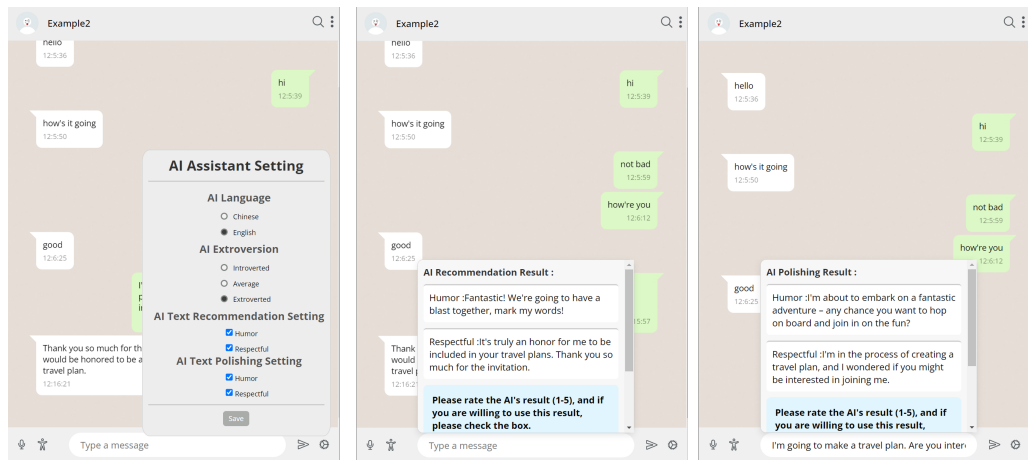 Example2
hello
12:5:36
hi
12:5:39
how's it going
12:5:50
good
12:6:25
Thank you so much for th
would be honored to be a
travel plan.
12:16:21
AI Assistant Setting
AI Language
Chinese
English
AI Extroversion
Introverted
Average
Extroverted
AI Text Recommendation Setting
Humor
Respectful
AI Text Polishing Setting
Humor
Respectful
Save
Type a message
Example2
hello
12:5:36
hi
12:5:39
how's it going
12:5:50
not bad
12:5:59
how're you
12:6:12
good
12:6:25
5:57
Thank
would
travel p
12:16:2
AI Recommendation Result :
Humor :Fantastic! We're going to have a
blast together, mark my words!
Respectful :It's truly an honor for me to be
included in your travel plans. Thank you so
much for the invitation.
Please rate the AI's result (1-5), and if
you are willing to use this result,
please check the box.
Type a message
Example2
hello
12:5:36
hi
12:5:39
how's it going
12:5:50
not bad
12:5:59
how're you
12:6:12
good
12:6:25
AI Polishing Result :
Humor :I'm about to embark on a fantastic
adventure – any chance you want to hop
on board and join in on the fun?
Respectful :I'm in the process of creating a
travel plan, and I wondered if you might
be interested in joining me.
Please rate the AI's result (1-5), and if
you are willing to use this result,
I'm going to make a travel plan. Are you inter